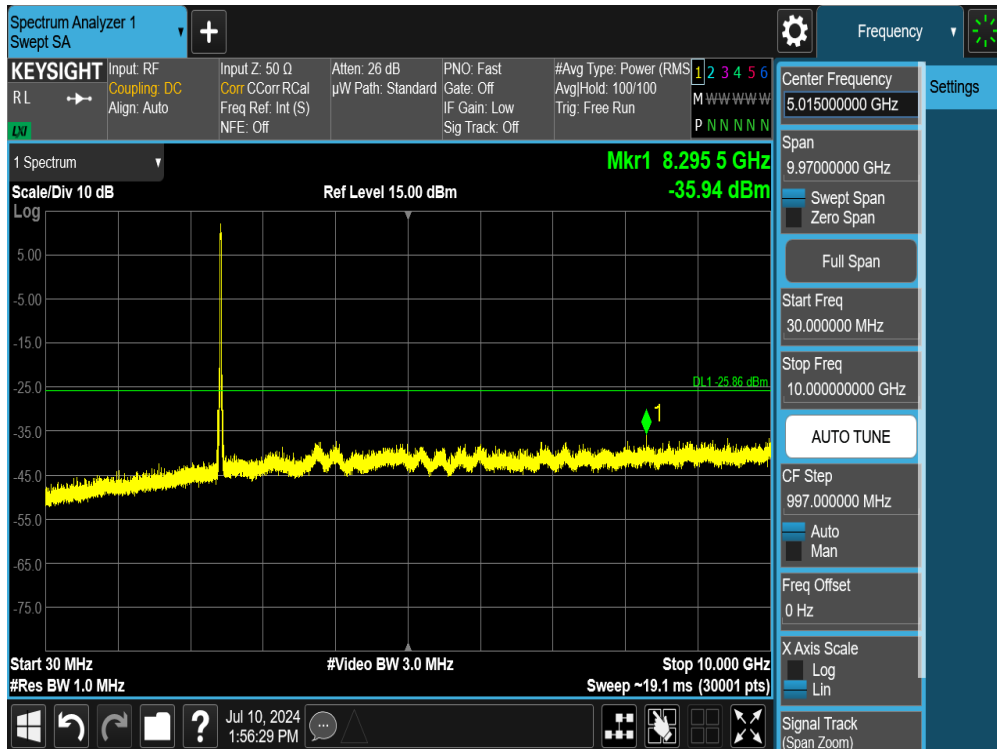 Spectrum Analyzer 1
Swept SA
+
Frequency
KEYSIGHT
R L
LXI
Input: RF
Coupling: DC
Align: Auto
Input Z: 50 Ω
Corr CCorr RCal
Freq Ref: Int (S)
NFE: Off
Atten: 26 dB
µW Path: Standard
PNO: Fast
Gate: Off
IF Gain: Low
Sig Track: Off
#Avg Type: Power (RMS
Avg|Hold: 100/100
Trig: Free Run
1 2 3 4 5 6
M W W W W W
P N N N N N
1 Spectrum
Mkr1 8.295 5 GHz
Scale/Div 10 dB
Ref Level 15.00 dBm
-35.94 dBm
Log
5.00
-5.00
-15.0
-25.0
DL1 -25.86 dBm
-35.0
1
-45.0
-55.0
-65.0
-75.0
Start 30 MHz
#Video BW 3.0 MHz
Stop 10.000 GHz
#Res BW 1.0 MHz
Sweep ~19.1 ms (30001 pts)
Center Frequency
5.015000000 GHz
Settings
Span
9.97000000 GHz
Swept Span
Zero Span
Full Span
Start Freq
30.000000 MHz
Stop Freq
10.000000000 GHz
AUTO TUNE
CF Step
997.000000 MHz
Auto
Man
Freq Offset
0 Hz
X Axis Scale
Log
Lin
Signal Track
(Span Zoom)
?
Jul 10, 2024
1:56:29 PM